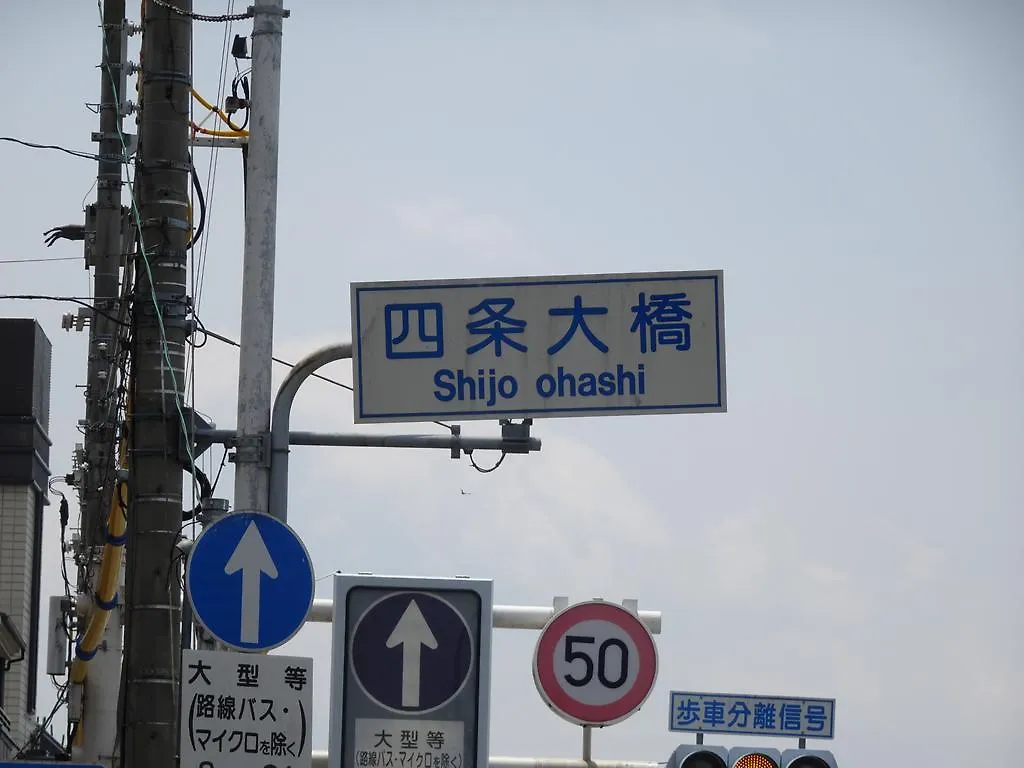 四条大橋
Shijo ohashi
大型等
(路線バス・
マイクロを除く)
大型等
(路線バス・マイクロを除く)
50
歩車分離信号